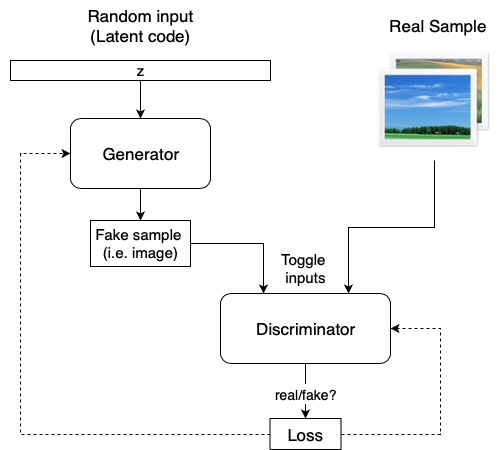 Random input
(Latent code)
Real Sample
z
Generator
Fake sample
(i.e. image)
Toggle
inputs
Discriminator
real/fake?
Loss